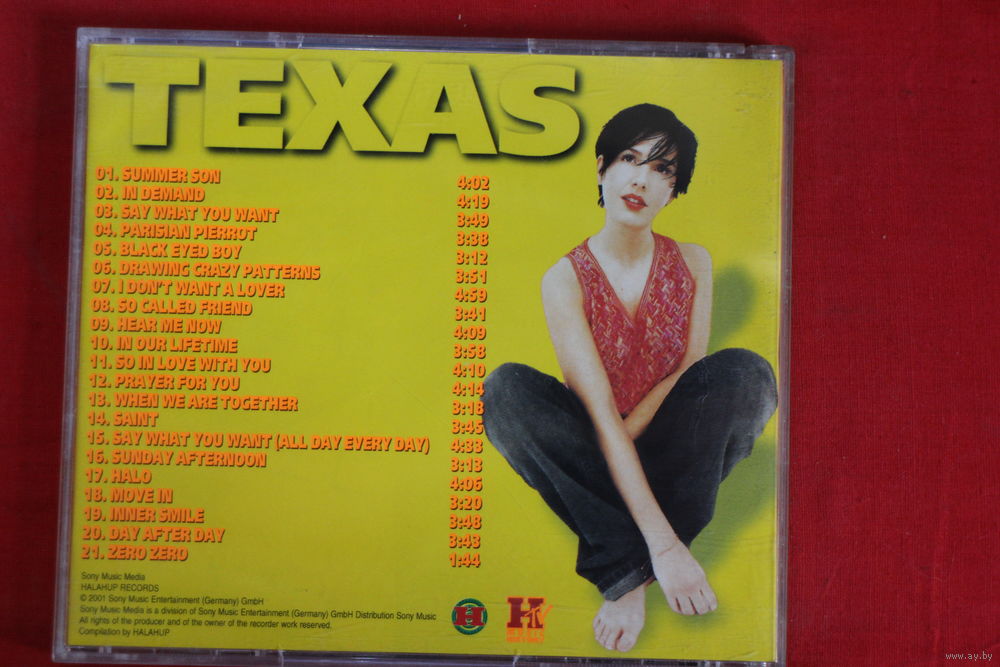 TEXAS
01. SUMMER SON 4:02
02. IN DEMAND 4:19
03. SAY WHAT YOU WANT 3:49
04. PARISIAN PIERROT 3:38
05. BLACK EYED BOY 3:12
06. DRAWING CRAZY PATTERNS 3:51
07. I DON'T WANT A LOVER 4:59
08. SO CALLED FRIEND 3:41
09. HEAR ME NOW 4:09
10. IN OUR LIFETIME 3:58
11. SO IN LOVE WITH YOU 4:10
12. PRAYER FOR YOU 4:14
13. WHEN WE ARE TOGETHER 3:18
14. SAINT 3:45
15. SAY WHAT YOU WANT (ALL DAY EVERY DAY) 4:33
16. SUNDAY AFTERNOON 3:13
17. HALO 4:06
18. MOVE IN 3:20
19. INNER SMILE 3:48
20. DAY AFTER DAY 3:43
21. ZERO ZERO 1:44
Sony Music Media
HALAHUP RECORDS
© 2001 Sony Music Entertainment (Germany) GmbH
Sony Music Media is a division of Sony Music Entertainment (Germany) GmbH Distribution Sony Music
All rights of the producer and of the owner of the recorder work reserved.
Compilation by HALAHUP
H
H TV
MUSIC
HISTORY
www.ay.by